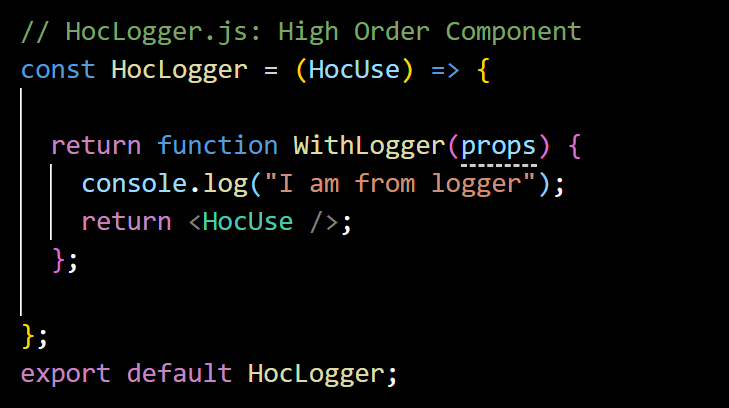 // HocLogger.js: High Order Component
const HocLogger = (HocUse) => {
return function WithLogger(props) {
console.log("I am from logger");
return <HocUse />;
};
};
export default HocLogger;